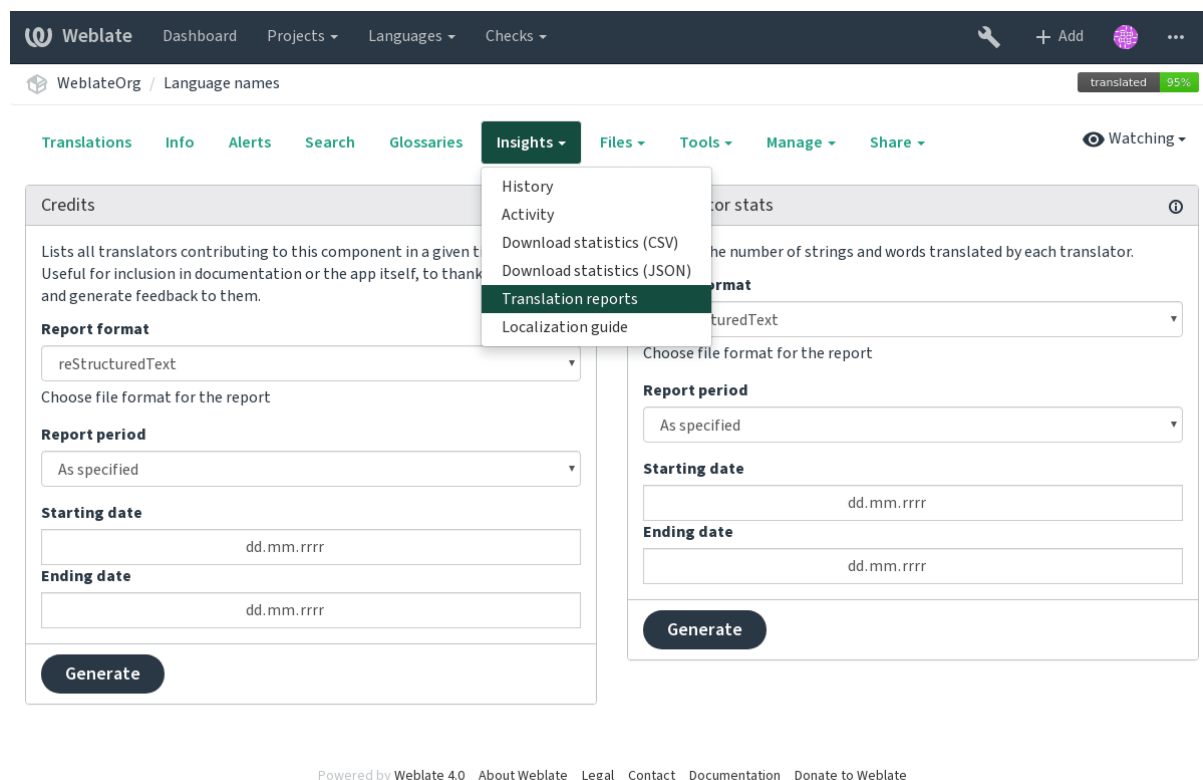 Weblate Dashboard Projects Languages Checks Add
WeblateOrg / Language names translated 95%
Translations Info Alerts Search Glossaries Insights Files Tools Manage Share Watching
History
Activity
Download statistics (CSV)
Download statistics (JSON)
Translation reports
Localization guide
Credits
Lists all translators contributing to this component in a given t
Useful for inclusion in documentation or the app itself, to thank
and generate feedback to them.
Report format
reStructuredText
Choose file format for the report
Report period
As specified
Starting date
dd.mm.rrrr
Ending date
dd.mm.rrrr
Generate
tor stats
he number of strings and words translated by each translator.
rmat
turedText
Choose file format for the report
Report period
As specified
Starting date
dd.mm.rrrr
Ending date
dd.mm.rrrr
Generate
Powered by Weblate 4.0 About Weblate Legal Contact Documentation Donate to Weblate